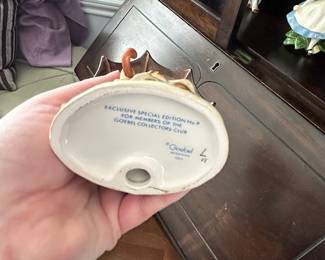 EXCLUSIVE SPECIAL EDITION No 9
FOR MEMBERS OF THE
GOEBEL COLLECTORS CLUB
© Goebel